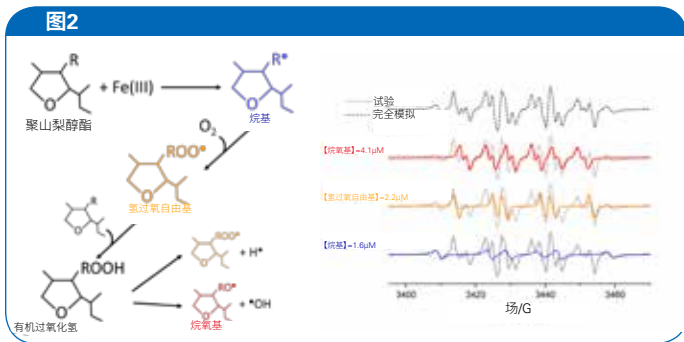 图2
R
+ Fe(III)
R•
聚山梨醇酯
烷基
O₂
ROO•
氢过氧自由基
R
ROOH
ROO•
+ H•
RO•
+ •OH
有机过氧化氢
烷氧基
试验
完全模拟
【烷氧基】=4.1μM
【氢过氧自由基】=2.2μM
【烷基】=1.6μM
3400
3420
3440
3460
场/G